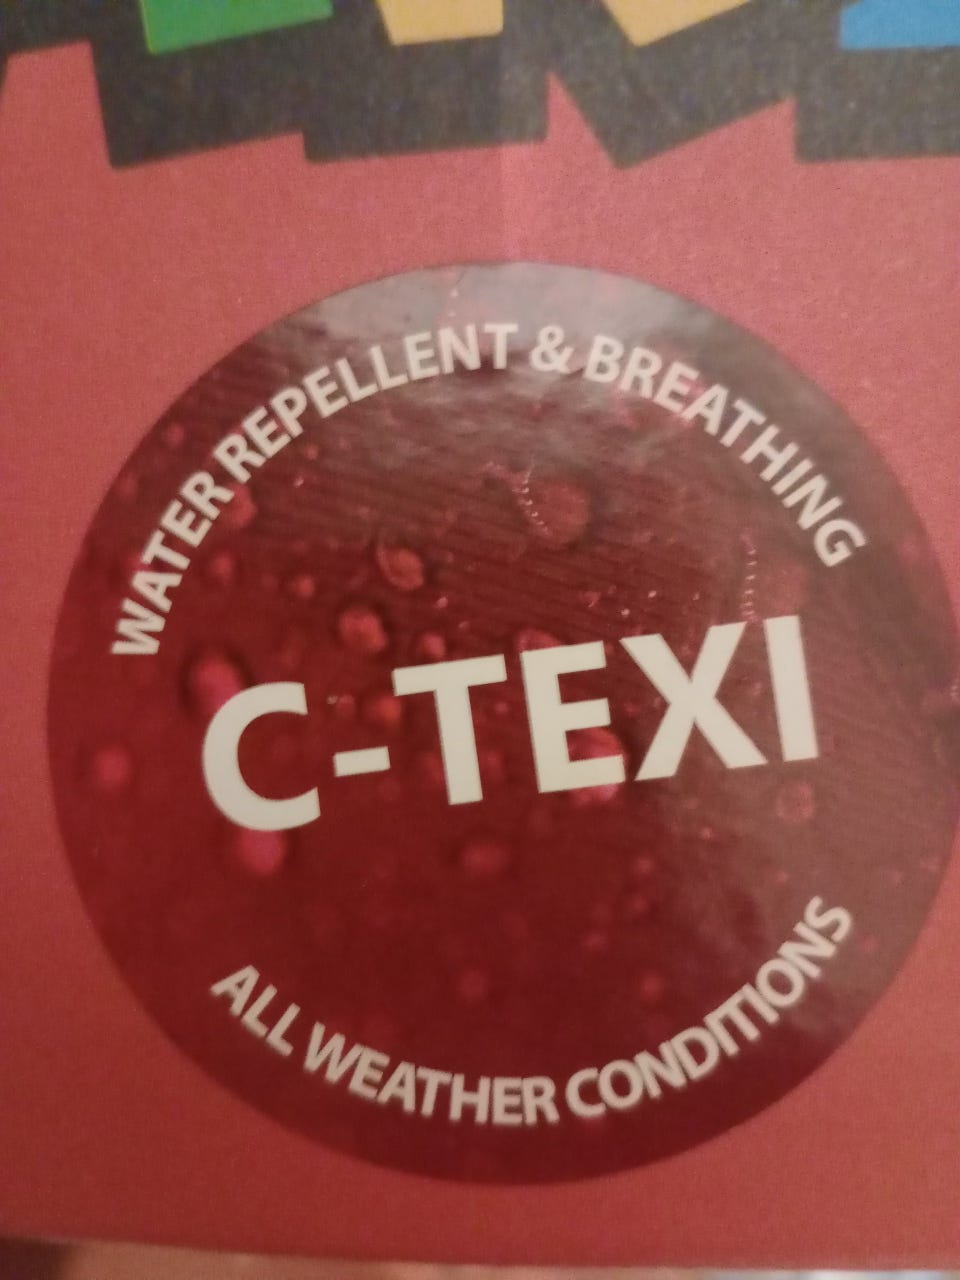 WATER REPELLENT & BREATHING
C-TEXI
ALL WEATHER CONDITIONS